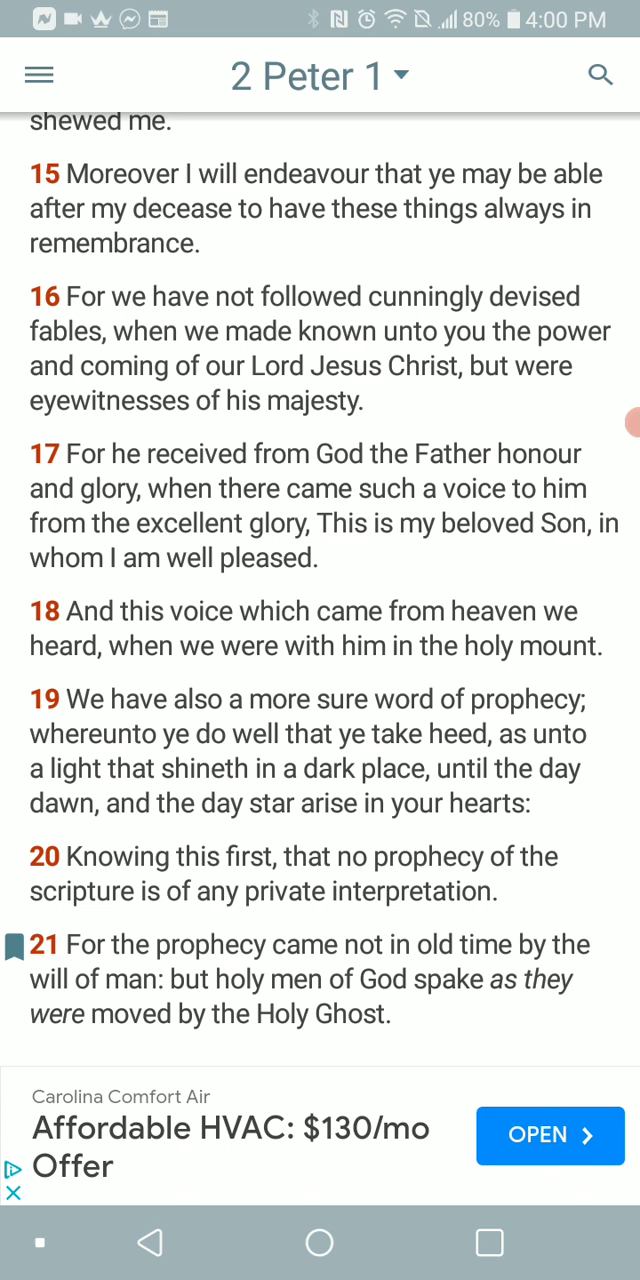 80% 4:00 PM
2 Peter 1
shewed me.
15 Moreover I will endeavour that ye may be able
after my decease to have these things always in
remembrance.
16 For we have not followed cunningly devised
fables, when we made known unto you the power
and coming of our Lord Jesus Christ, but were
eyewitnesses of his majesty.
17 For he received from God the Father honour
and glory, when there came such a voice to him
from the excellent glory, This is my beloved Son, in
whom I am well pleased.
18 And this voice which came from heaven we
heard, when we were with him in the holy mount.
19 We have also a more sure word of prophecy;
whereunto ye do well that ye take heed, as unto
a light that shineth in a dark place, until the day
dawn, and the day star arise in your hearts:
20 Knowing this first, that no prophecy of the
scripture is of any private interpretation.
21 For the prophecy came not in old time by the
will of man: but holy men of God spake as they
were moved by the Holy Ghost.
Carolina Comfort Air
Affordable HVAC: $130/mo
Offer
OPEN